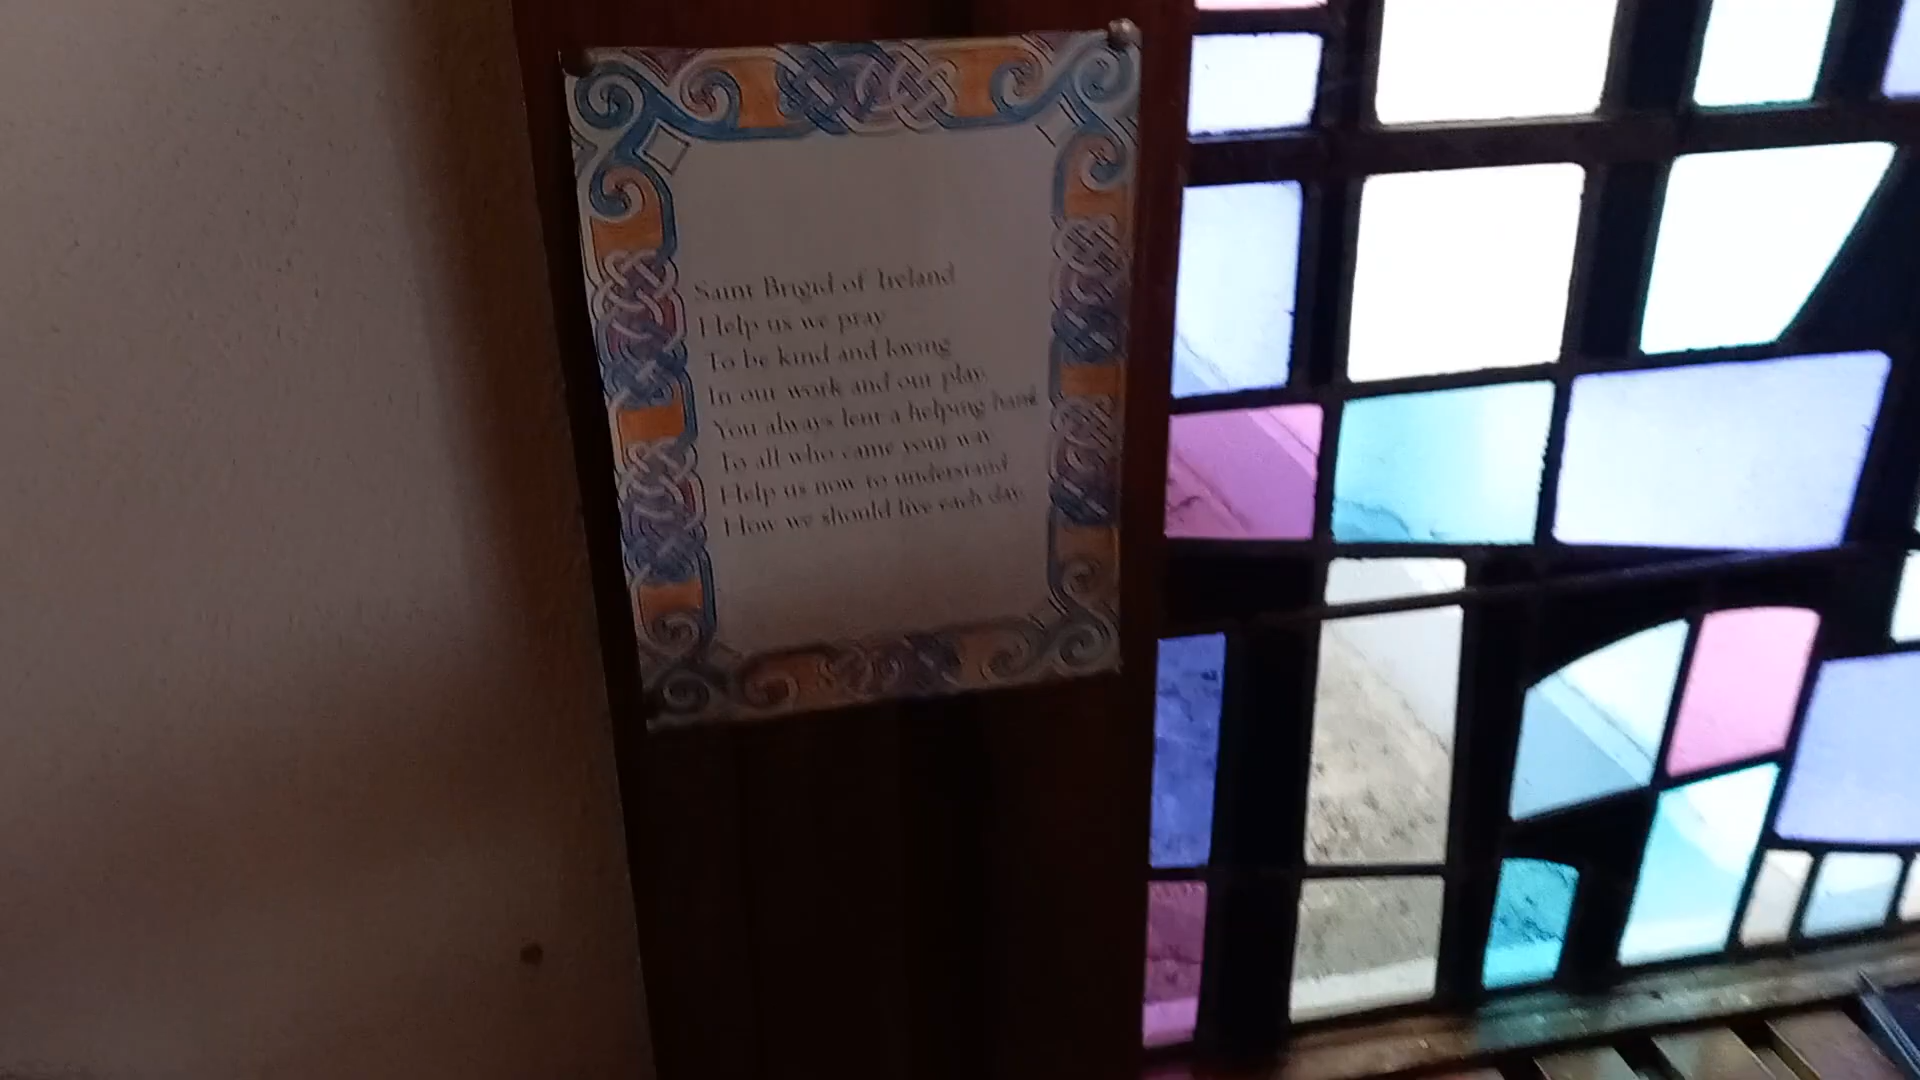 Saint Brigid of Ireland
Help us we pray
To be kind and loving
In our work and our play.
You always lent a helping hand
To all who came your way
Help us now to understand
How we should live each day.